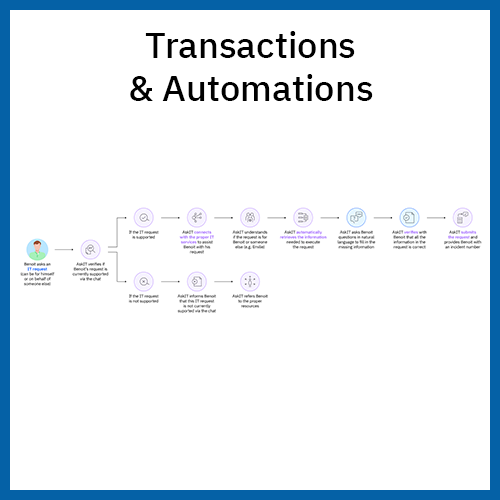 Transactions
& Automations
If the IT request
is supported
AskIT connects
with the proper IT
services to assist
Benoit with his
request
AskIT understands
if the request is for
Benoit or someone
else (e.g. Emilie)
AskIT automatically
retrieves the information
needed to execute
the request
AskIT asks Benoit
questions in natural
language to fill in the
missing information
AskIT verifies with
Benoit that all the
information in the
request is correct
AskIT submits
the request and
provides Benoit with
an incident number
Benoit asks an
IT request
(can be for himself
or on behalf of
someone else)
AskIT verifies if
Benoit's request is
currently supported
via the chat
If the IT request
is not supported
AskIT informs Benoit
that this IT request
is not currently
suported via the chat
AskIT refers Benoit
to the proper
resources